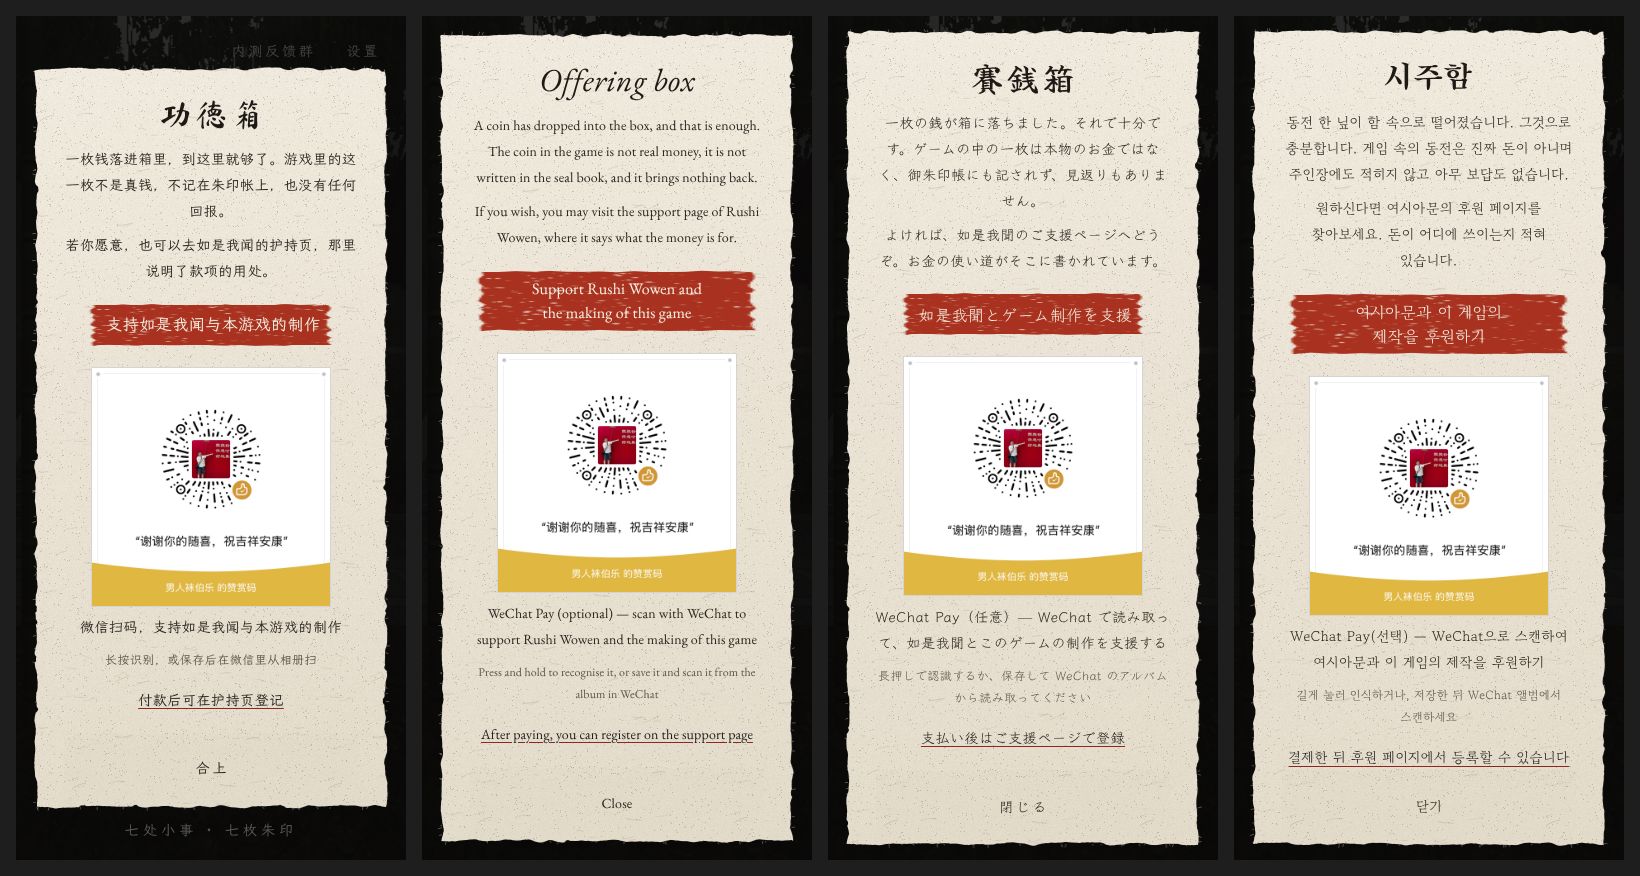 内测反馈群 设置
功德箱
一枚钱落进箱里，到这里就够了。游戏里的这
一枚不是真钱，不记在朱印帐上，也没有任何
回报。
若你愿意，也可以去如是我闻的护持页，那里
说明了款项的用处。
支持如是我闻与本游戏的制作
“谢谢你的随喜，祝吉祥安康”
男人袜伯乐 的赞赏码
微信扫码，支持如是我闻与本游戏的制作
长按识别，或保存后在微信里从相册扫
付款后可在护持页登记
合上
七处小事 · 七枚朱印
Offering box
A coin has dropped into the box, and that is enough.
The coin in the game is not real money, it is not
written in the seal book, and it brings nothing back.
If you wish, you may visit the support page of Rushi
Wowen, where it says what the money is for.
Support Rushi Wowen and
the making of this game
“谢谢你的随喜，祝吉祥安康”
男人袜伯乐 的赞赏码
WeChat Pay (optional) — scan with WeChat to
support Rushi Wowen and the making of this game
Press and hold to recognise it, or save it and scan it from the
album in WeChat
After paying, you can register on the support page
Close
賽銭箱
一枚の銭が箱に落ちました。それで十分で
す。ゲームの中の一枚は本物のお金ではな
く、御朱印帳にも記されず、見返りもありま
せん。
よければ、如是我聞のご支援ページへどう
ぞ。お金の使い道がそこに書かれています。
如是我聞とゲーム制作を支援
“谢谢你的随喜，祝吉祥安康”
男人袜伯乐 的赞赏码
WeChat Pay（任意）— WeChat で読み取っ
て、如是我聞とこのゲームの制作を支援する
長押しで認識するか、保存して WeChat のアルバム
から読み取ってください
支払い後はご支援ページで登録
閉じる
시주함
동전 한 닢이 함 속으로 떨어졌습니다. 그것으로
충분합니다. 게임 속의 동전은 진짜 돈이 아니며
주인장에도 적히지 않고 아무 보답도 없습니다.
원하신다면 여시아문의 후원 페이지를
찾아보세요. 돈이 어디에 쓰이는지 적혀
있습니다.
여시아문과 이 게임의
제작을 후원하기
“谢谢你的随喜，祝吉祥安康”
男人袜伯乐 的赞赏码
WeChat Pay(선택) — WeChat으로 스캔하여
여시아문과 이 게임의 제작을 후원하기
길게 눌러 인식하거나, 저장한 뒤 WeChat 앨범에서
스캔하세요
결제한 뒤 후원 페이지에서 등록할 수 있습니다
닫기